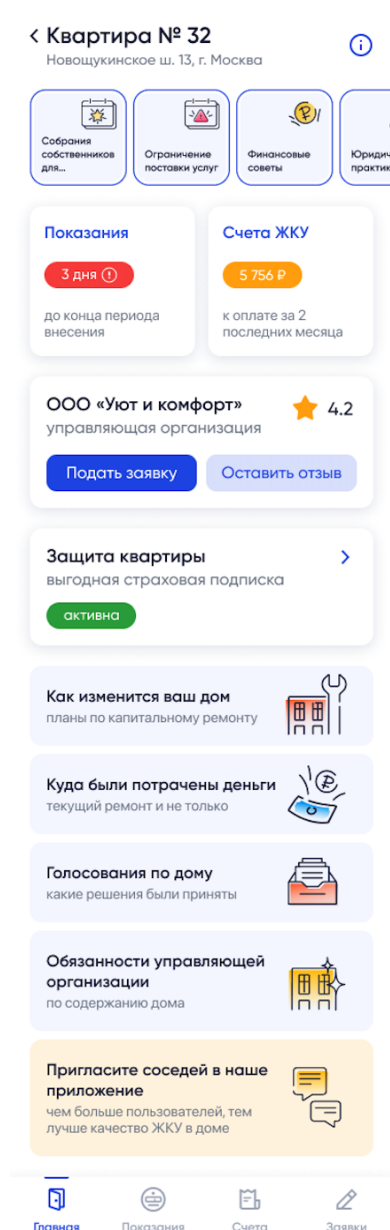 Квартира № 32
Новощукинское ш. 13, г. Москва
Собрания
собственников
для...
Ограничение
поставки услуг
Финансовые
советы
Юридич
практик
Показания
3 дня
до конца периода
внесения
Счета ЖКУ
5 756 ₽
к оплате за 2
последних месяца
ООО «Уют и комфорт»
4.2
управляющая организация
Подать заявку
Оставить отзыв
Защита квартиры
выгодная страховая подписка
активна
Как изменится ваш дом
планы по капитальному ремонту
Куда были потрачены деньги
текущий ремонт и не только
Голосования по дому
какие решения были приняты
Обязанности управляющей
организации
по содержанию дома
Пригласите соседей в наше
приложение
чем больше пользователей, тем
лучше качество ЖКУ в доме
Главная
Показания
Счета
Заявки